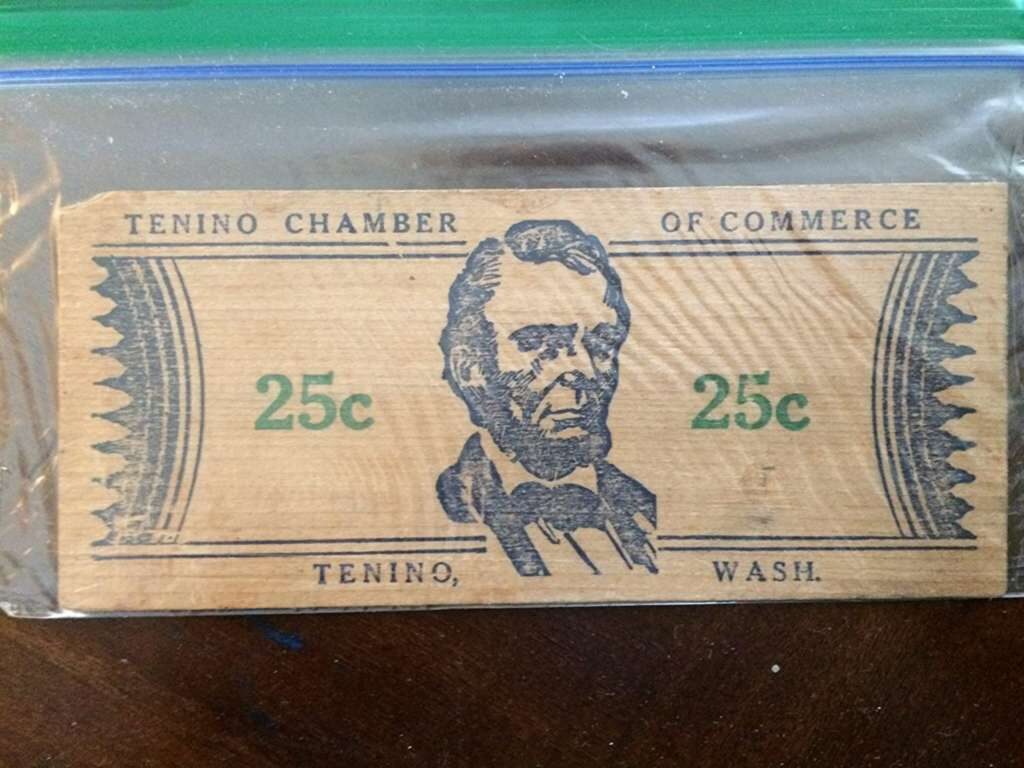 TENINO CHAMBER OF COMMERCE
25c 25c
TENINO, WASH.